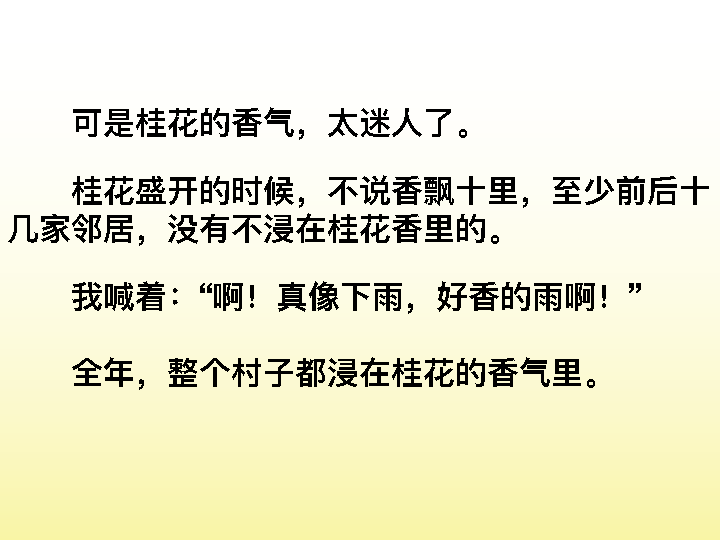 可是桂花的香气，太迷人了。
桂花盛开的时候，不说香飘十里，至少前后十
几家邻居，没有不浸在桂花香里的。
我喊着：“啊！真像下雨，好香的雨啊！”
全年，整个村子都浸在桂花的香气里。